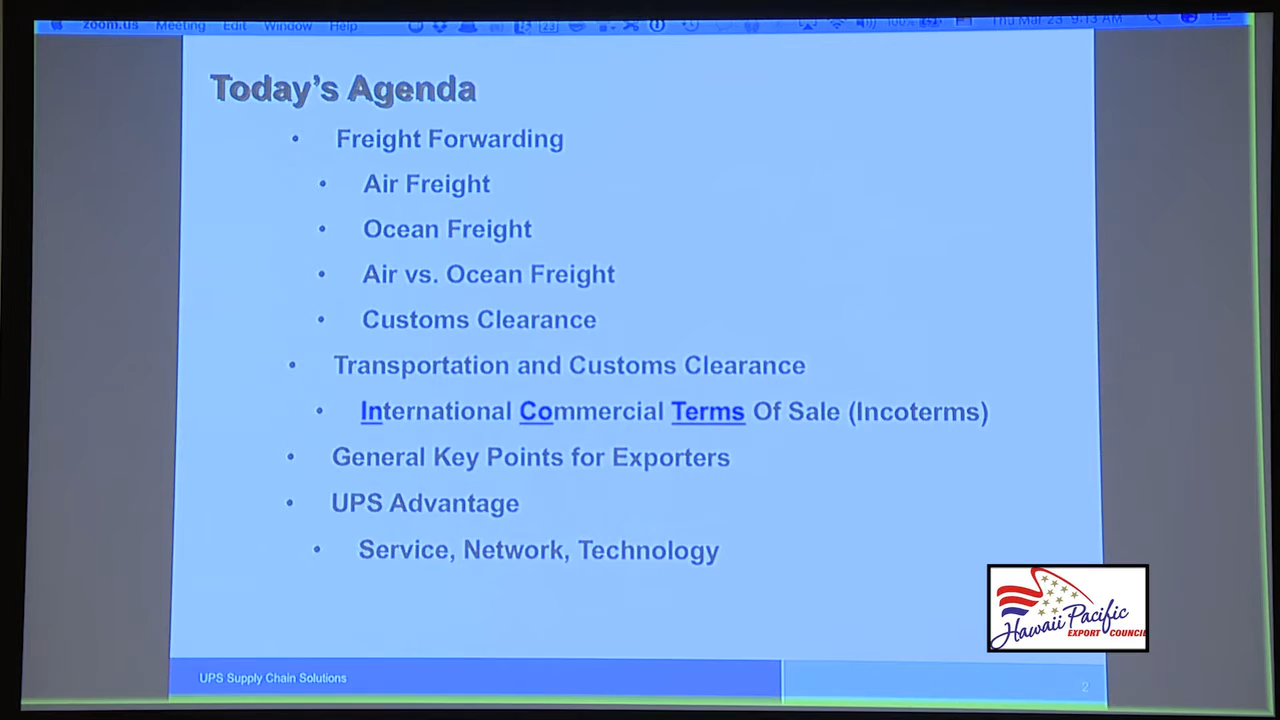 zoom.us Meeting Edit Window Help 23 100% Thu Mar 23 9:13 AM
Today's Agenda
• Freight Forwarding
• Air Freight
• Ocean Freight
• Air vs. Ocean Freight
• Customs Clearance
• Transportation and Customs Clearance
• International Commercial Terms Of Sale (Incoterms)
• General Key Points for Exporters
• UPS Advantage
• Service, Network, Technology
Hawaii Pacific
EXPORT COUNCIL
UPS Supply Chain Solutions
2